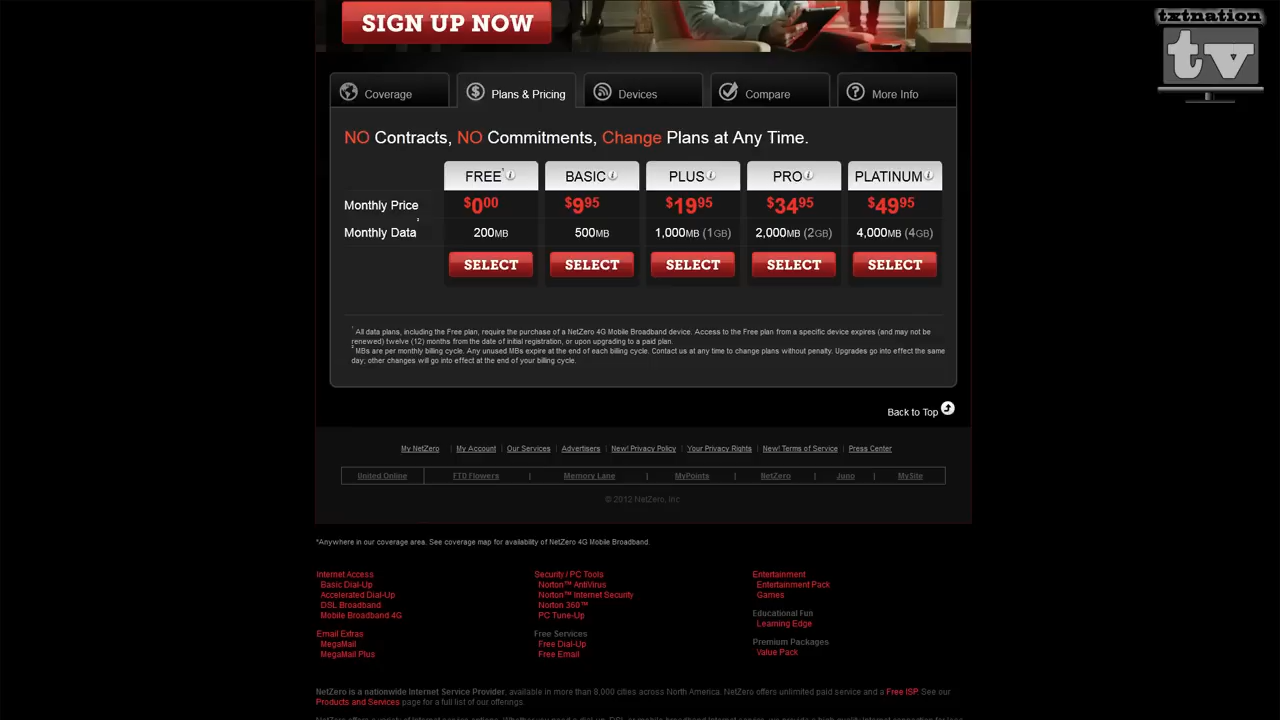 SIGN UP NOW
txtnation
tv
Coverage
Plans & Pricing
Devices
Compare
More Info
NO Contracts, NO Commitments, Change Plans at Any Time.
FREE¹ i BASIC i PLUS i PRO i PLATINUM i
Monthly Price $0.00 $9.95 $19.95 $34.95 $49.95
Monthly Data ² 200MB 500MB 1,000MB (1GB) 2,000MB (2GB) 4,000MB (4GB)
SELECT SELECT SELECT SELECT SELECT
¹ All data plans, including the Free plan, require the purchase of a NetZero 4G Mobile Broadband device. Access to the Free plan from a specific device expires (and may not be
renewed) twelve (12) months from the date of initial registration, or upon upgrading to a paid plan.
² MBs are per monthly billing cycle. Any unused MBs expire at the end of each billing cycle. Contact us at any time to change plans without penalty. Upgrades go into effect the same
day; other changes will go into effect at the end of your billing cycle.
Back to Top
My NetZero | My Account | Our Services | Advertisers | New! Privacy Policy | Your Privacy Rights | New! Terms of Service | Press Center
United Online | FTD Flowers | Memory Lane | MyPoints | NetZero | Juno | MySite
© 2012 NetZero, Inc
*Anywhere in our coverage area. See coverage map for availability of NetZero 4G Mobile Broadband.
Internet Access
Basic Dial-Up
Accelerated Dial-Up
DSL Broadband
Mobile Broadband 4G
Email Extras
MegaMail
MegaMail Plus
Security / PC Tools
Norton™ AntiVirus
Norton™ Internet Security
Norton 360™
PC Tune-Up
Free Services
Free Dial-Up
Free Email
Entertainment
Entertainment Pack
Games
Educational Fun
Learning Edge
Premium Packages
Value Pack
NetZero is a nationwide Internet Service Provider, available in more than 8,000 cities across North America. NetZero offers unlimited paid service and a Free ISP. See our
Products and Services page for a full list of our offerings.